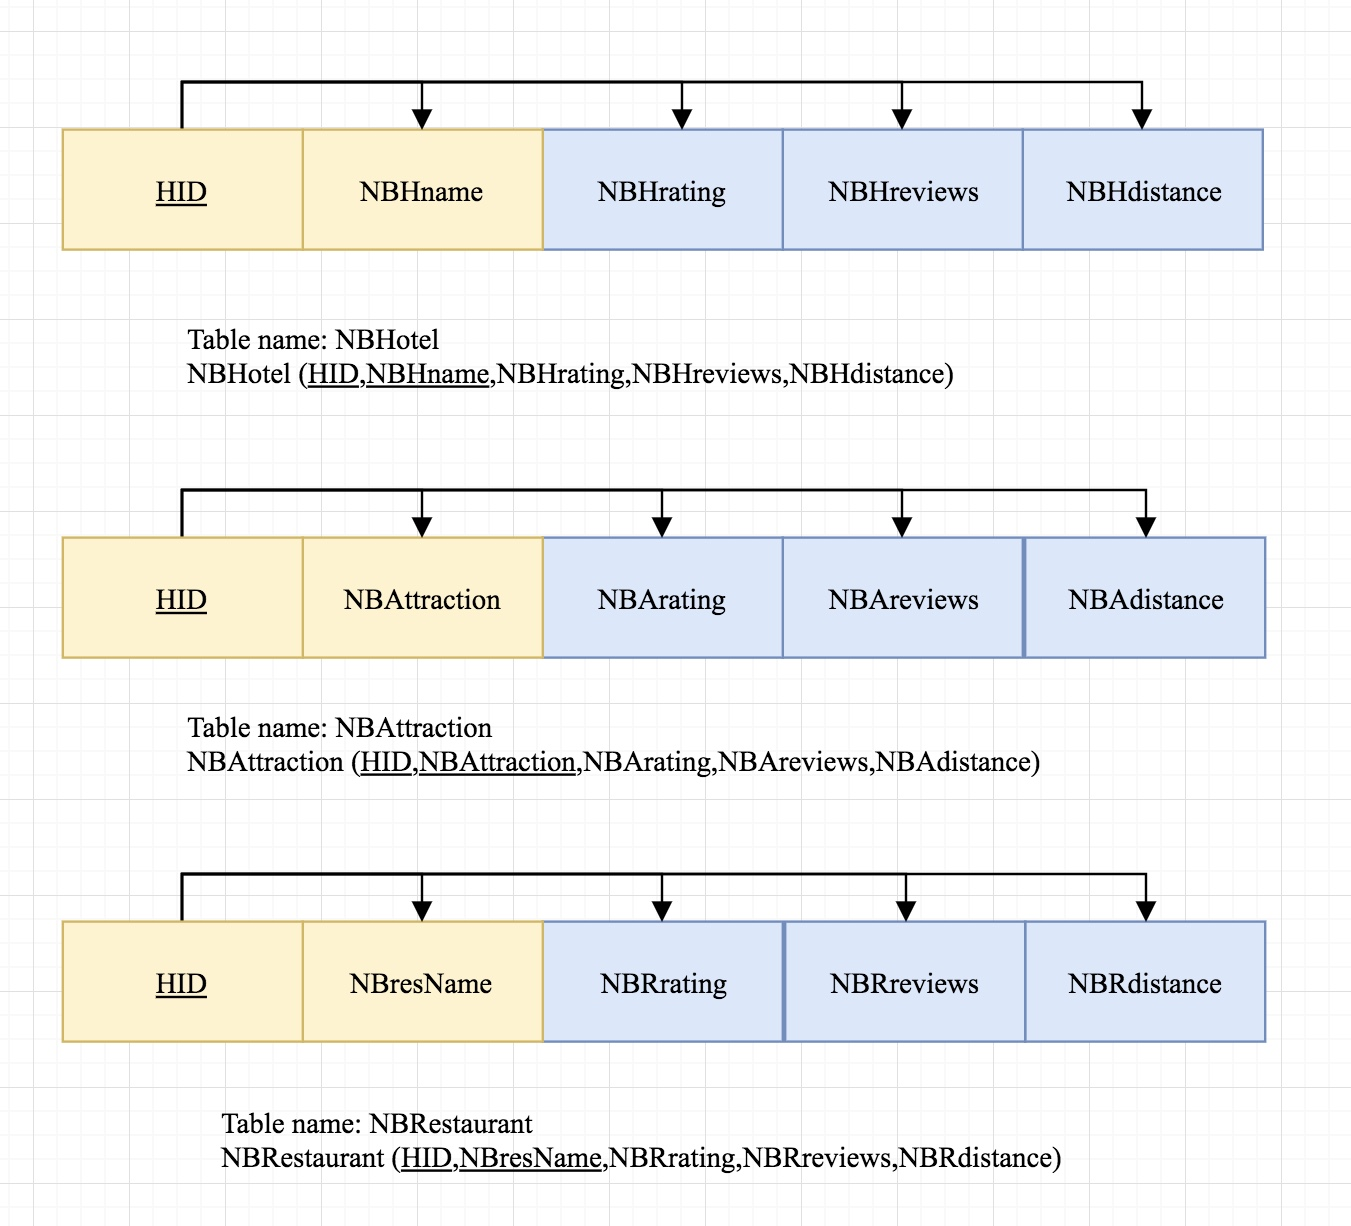 HID NBHname NBHrating NBHreviews NBHdistance
Table name: NBHotel
NBHotel (HID,NBHname,NBHrating,NBHreviews,NBHdistance)
HID NBAttraction NBArating NBAreviews NBAdistance
Table name: NBAttraction
NBAttraction (HID,NBAttraction,NBArating,NBAreviews,NBAdistance)
HID NBresName NBRrating NBRreviews NBRdistance
Table name: NBRestaurant
NBRestaurant (HID,NBresName,NBRrating,NBRreviews,NBRdistance)